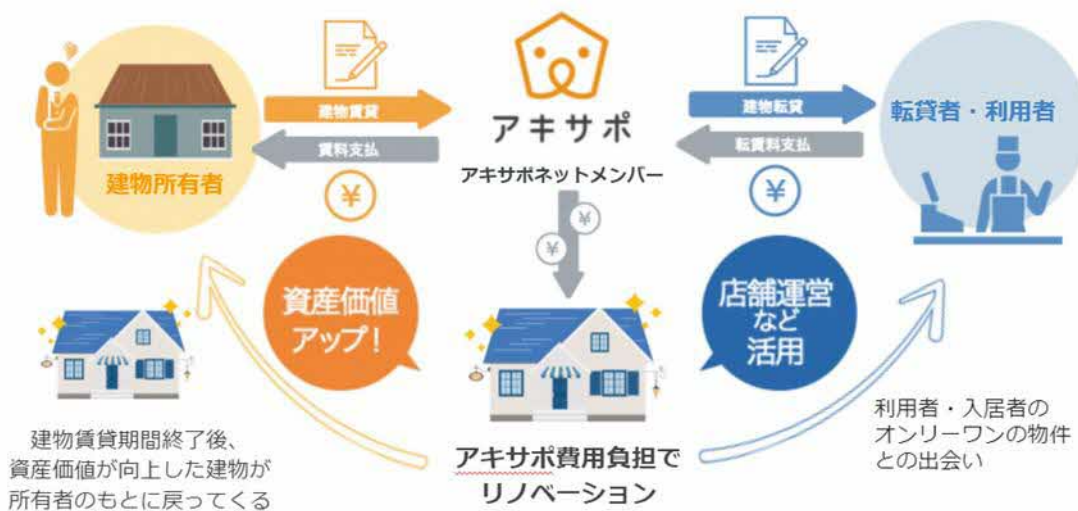 建物賃貸
賃料支払
¥
建物所有者
アキサポ
アキサポネットメンバー
¥
¥
建物転貸
転賃料支払
¥
転貸者・利用者
資産価値
アップ！
店舗運営
など
活用
建物賃貸期間終了後、
資産価値が向上した建物が
所有者のもとに戻ってくる
アキサポ費用負担で
リノベーション
利用者・入居者の
オンリーワンの物件
との出会い